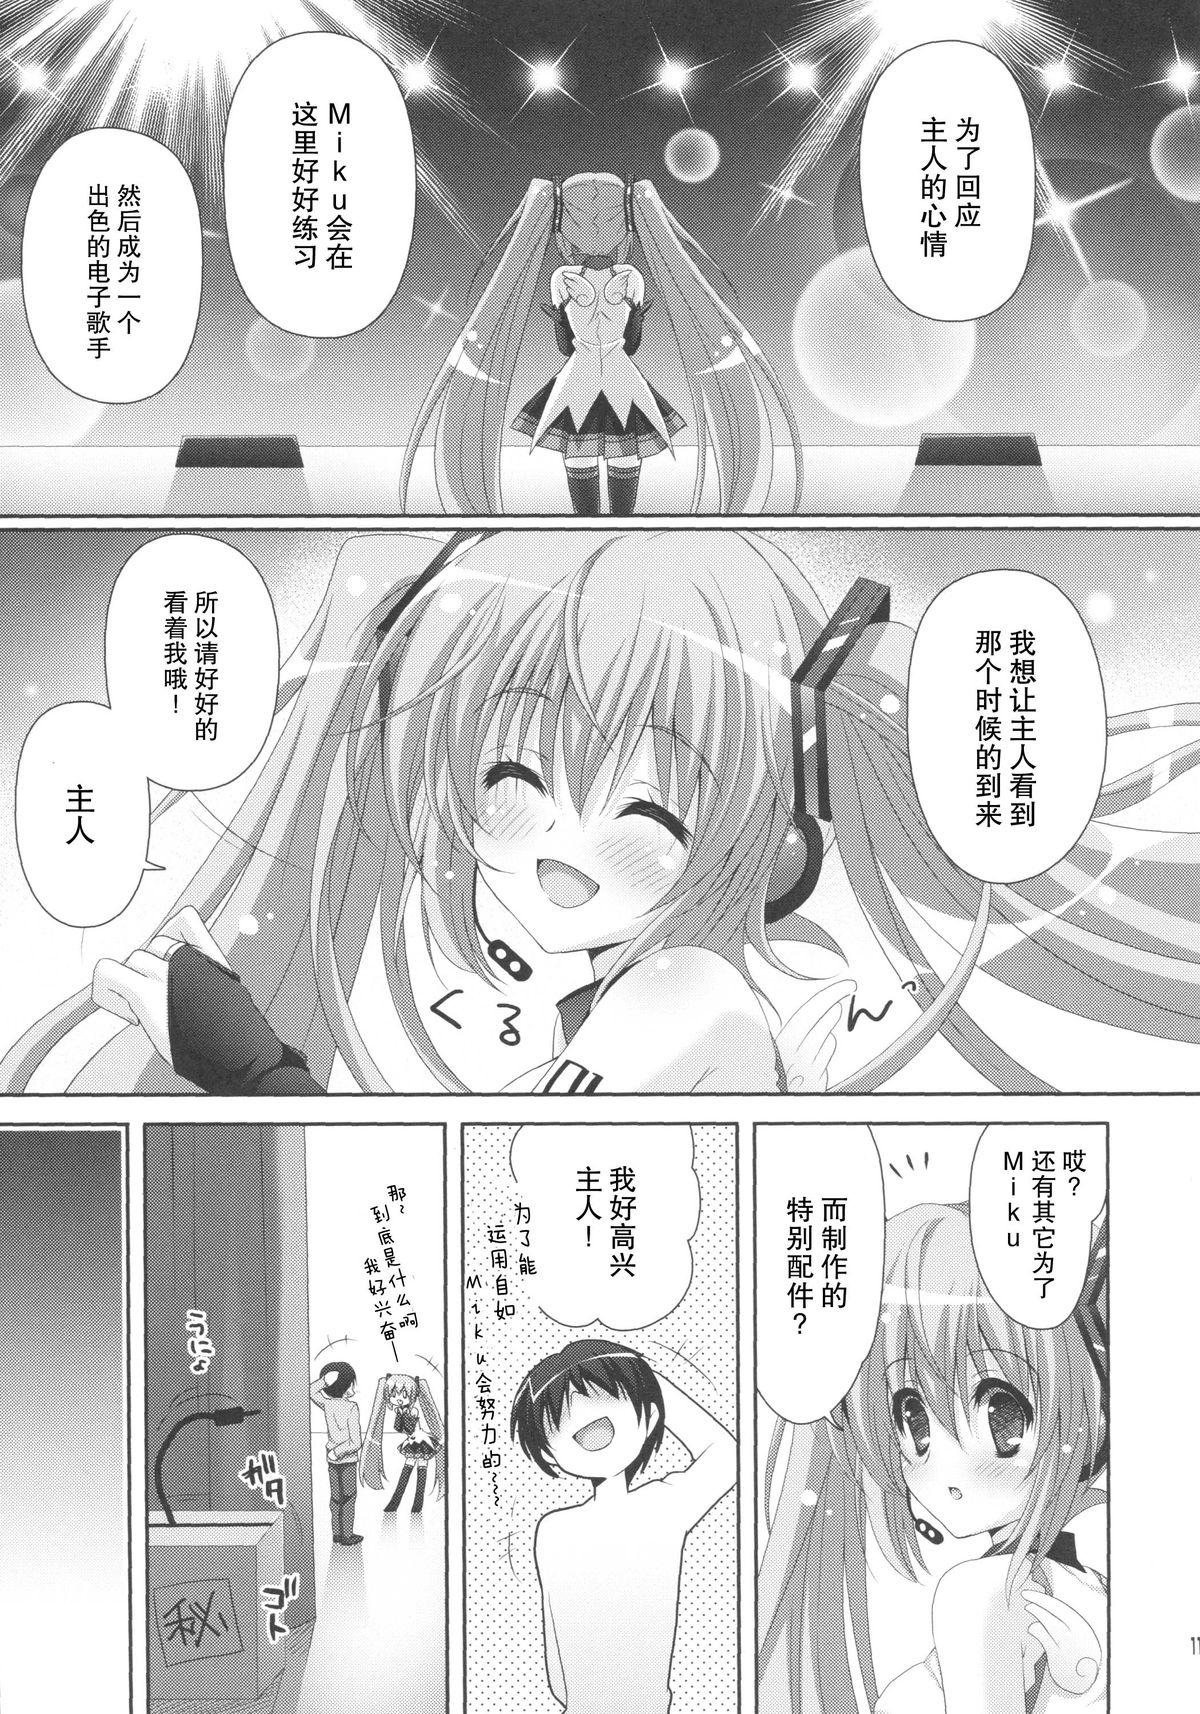 为了回应
主人的心情
Miku会在
这里好好练习
然后成为一个
出色的电子歌手
我想让主人看到
那个时候的到来
所以请好好的
看着我哦！
主人
くる
んっ
哎？
还有其它为了
Miku
而制作的
特别配件？
我好高兴
主人！
为了能
运用自如
Miku会努力的~~~
那~
到底是什么啊
我好兴奋ー
うにょ
ガタ
ゴト
秘
11